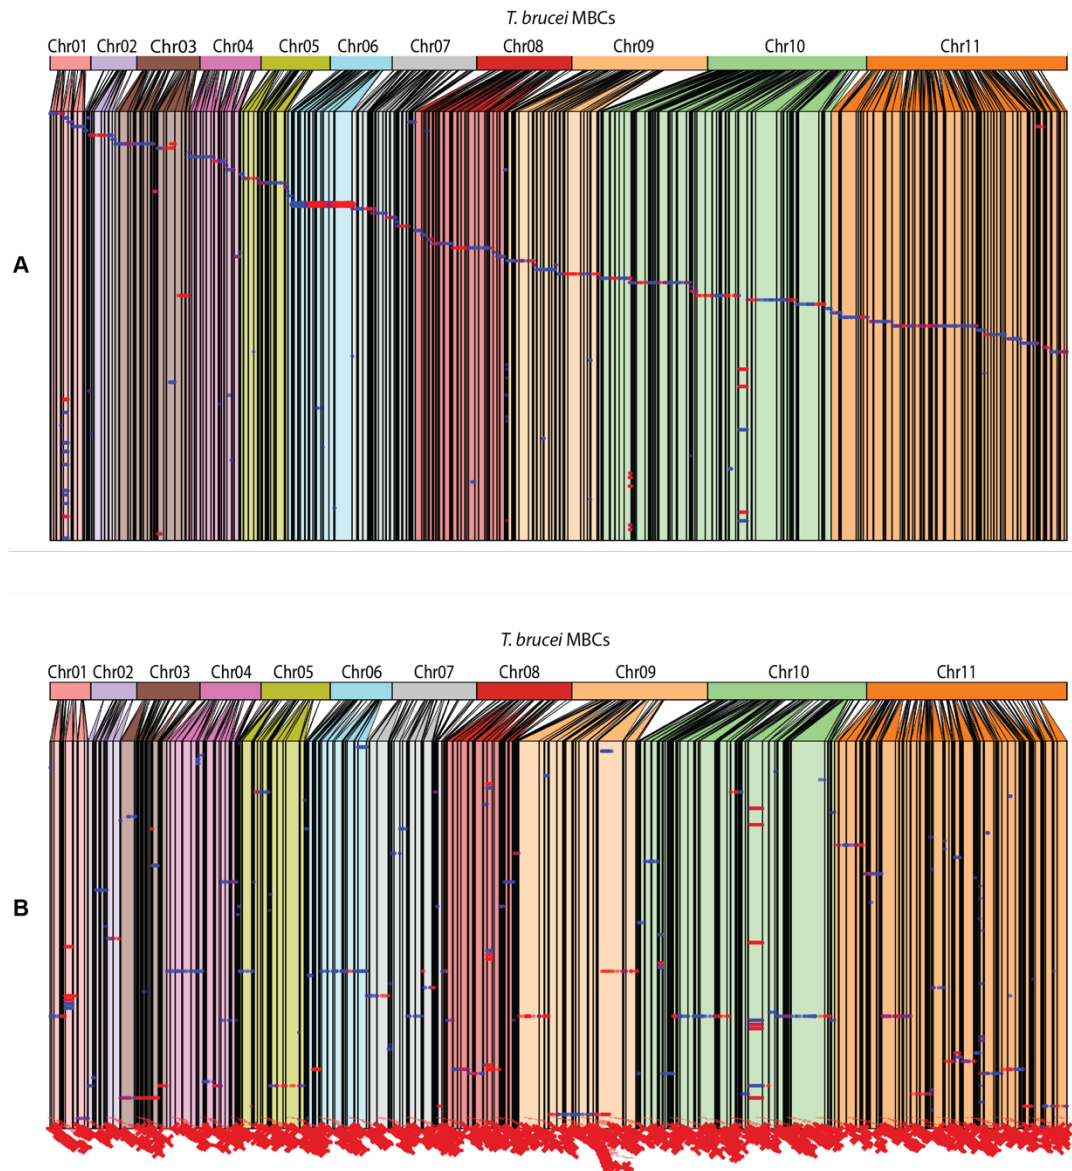 T. brucei MBCs
Chr01 Chr02 Chr03 Chr04 Chr05 Chr06 Chr07 Chr08 Chr09 Chr10 Chr11
A
T. brucei MBCs
Chr01 Chr02 Chr03 Chr04 Chr05 Chr06 Chr07 Chr08 Chr09 Chr10 Chr11
B